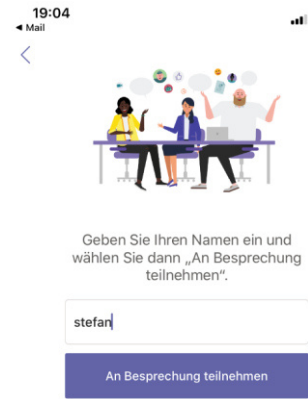 19:04
◀ Mail
Geben Sie Ihren Namen ein und
wählen Sie dann „An Besprechung
teilnehmen“.
stefan
An Besprechung teilnehmen